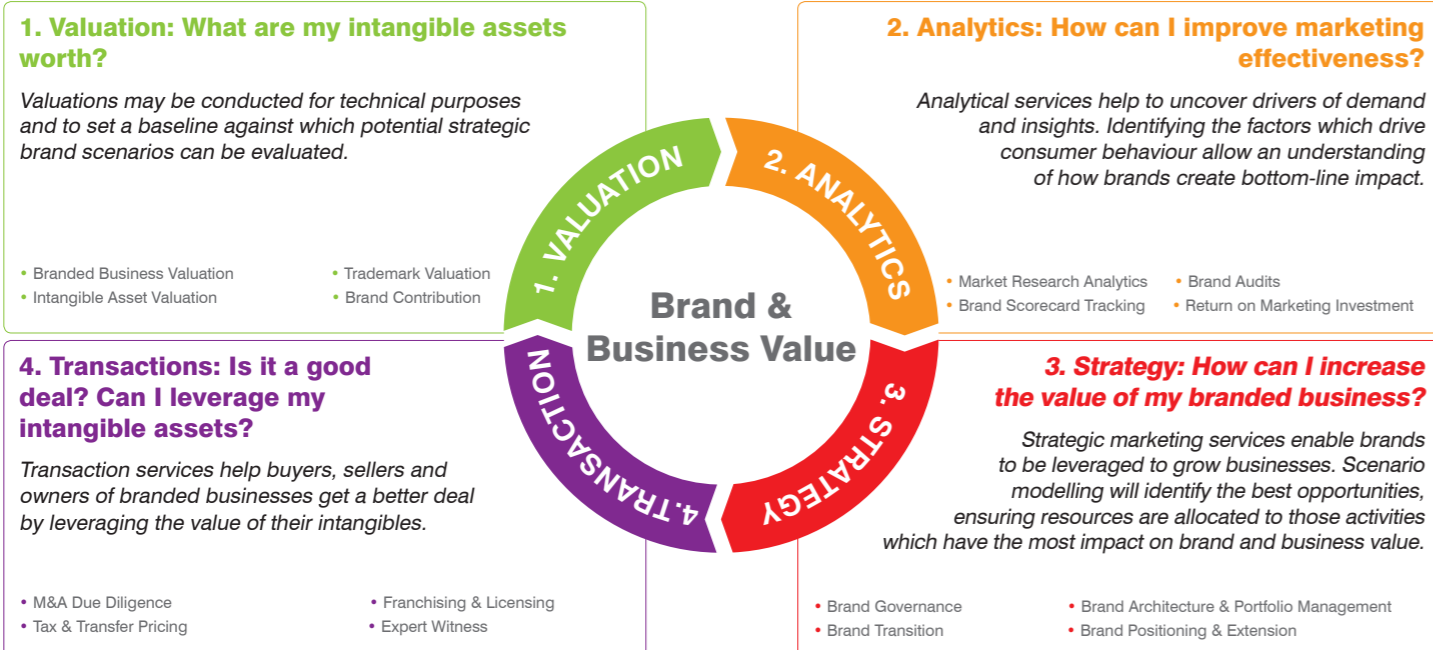 1. Valuation: What are my intangible assets
worth?
Valuations may be conducted for technical purposes
and to set a baseline against which potential strategic
brand scenarios can be evaluated.
• Branded Business Valuation
• Intangible Asset Valuation
• Trademark Valuation
• Brand Contribution
2. Analytics: How can I improve marketing
effectiveness?
Analytical services help to uncover drivers of demand
and insights. Identifying the factors which drive
consumer behaviour allow an understanding
of how brands create bottom-line impact.
• Market Research Analytics
• Brand Scorecard Tracking
• Brand Audits
• Return on Marketing Investment
1. VALUATION
2. ANALYTICS
3. STRATEGY
4.TRANSACTION
Brand &
Business Value
4. Transactions: Is it a good
deal? Can I leverage my
intangible assets?
Transaction services help buyers, sellers and
owners of branded businesses get a better deal
by leveraging the value of their intangibles.
• M&A Due Diligence
• Tax & Transfer Pricing
• Franchising & Licensing
• Expert Witness
3. Strategy: How can I increase
the value of my branded business?
Strategic marketing services enable brands
to be leveraged to grow businesses. Scenario
modelling will identify the best opportunities,
ensuring resources are allocated to those activities
which have the most impact on brand and business value.
• Brand Governance
• Brand Transition
• Brand Architecture & Portfolio Management
• Brand Positioning & Extension